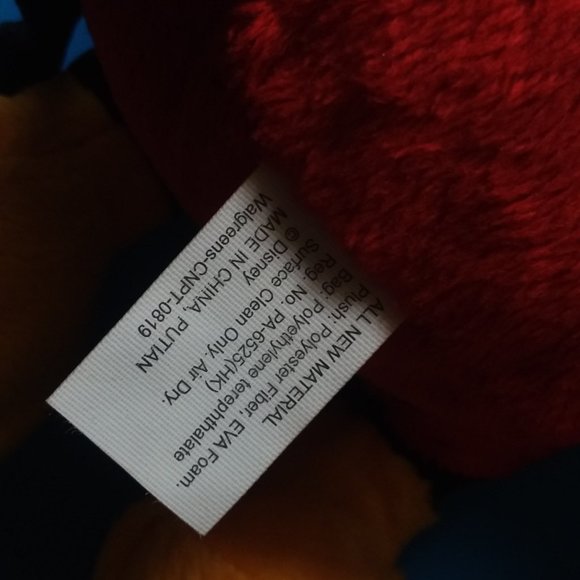 ALL NEW MATERIAL
Plush: Polyester Fiber, EVA Foam.
Bag: Polyethylene terephthalate
Reg. No. PA-6525(HK)
Surface Clean Only. Air Dry.
© Disney
MADE IN CHINA, PUTIAN
Walgreens-CNPT-0819